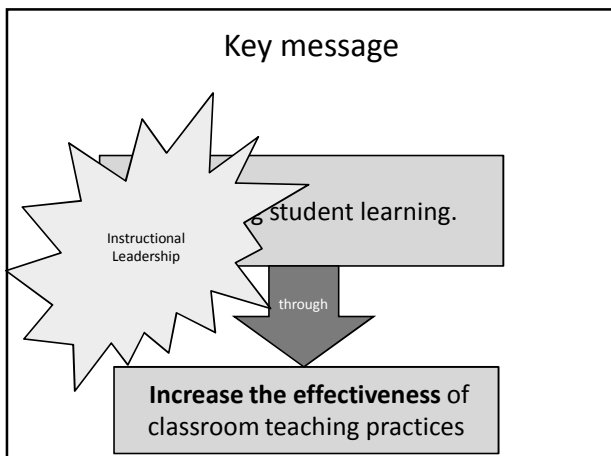 Key message
student learning.
Instructional
Leadership
through
Increase the effectiveness of
classroom teaching practices